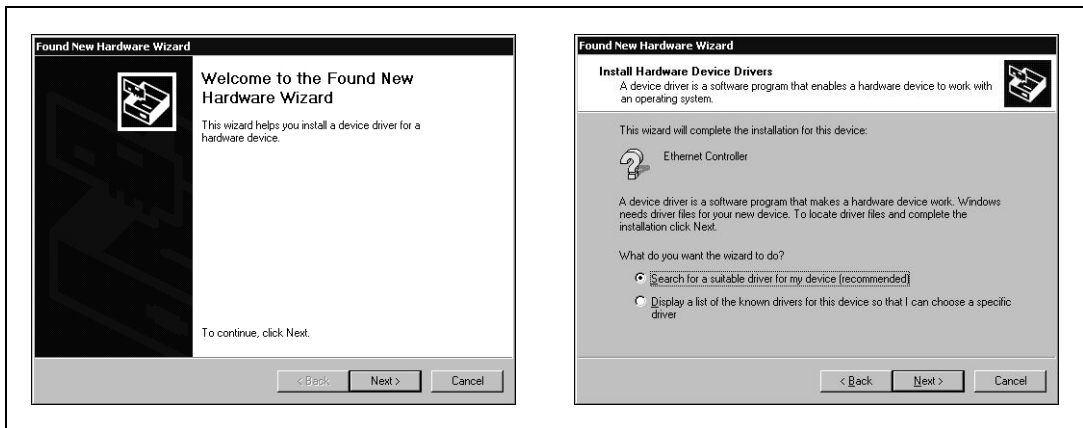 Found New Hardware Wizard
Welcome to the Found New
Hardware Wizard
This wizard helps you install a device driver for a
hardware device.
To continue, click Next.
< Back
Next >
Cancel
Found New Hardware Wizard
Install Hardware Device Drivers
A device driver is a software program that enables a hardware device to work with
an operating system.
This wizard will complete the installation for this device:
Ethernet Controller
A device driver is a software program that makes a hardware device work. Windows
needs driver files for your new device. To locate driver files and complete the
installation click Next.
What do you want the wizard to do?
Search for a suitable driver for my device (recommended)
Display a list of the known drivers for this device so that I can choose a specific
driver
< Back
Next >
Cancel